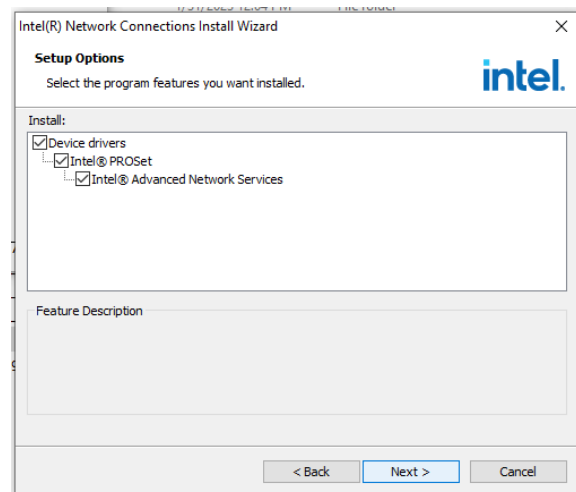 Intel(R) Network Connections Install Wizard
Setup Options
Select the program features you want installed.
intel.
Install:
Device drivers
Intel® PROSet
Intel® Advanced Network Services
Feature Description
< Back
Next >
Cancel